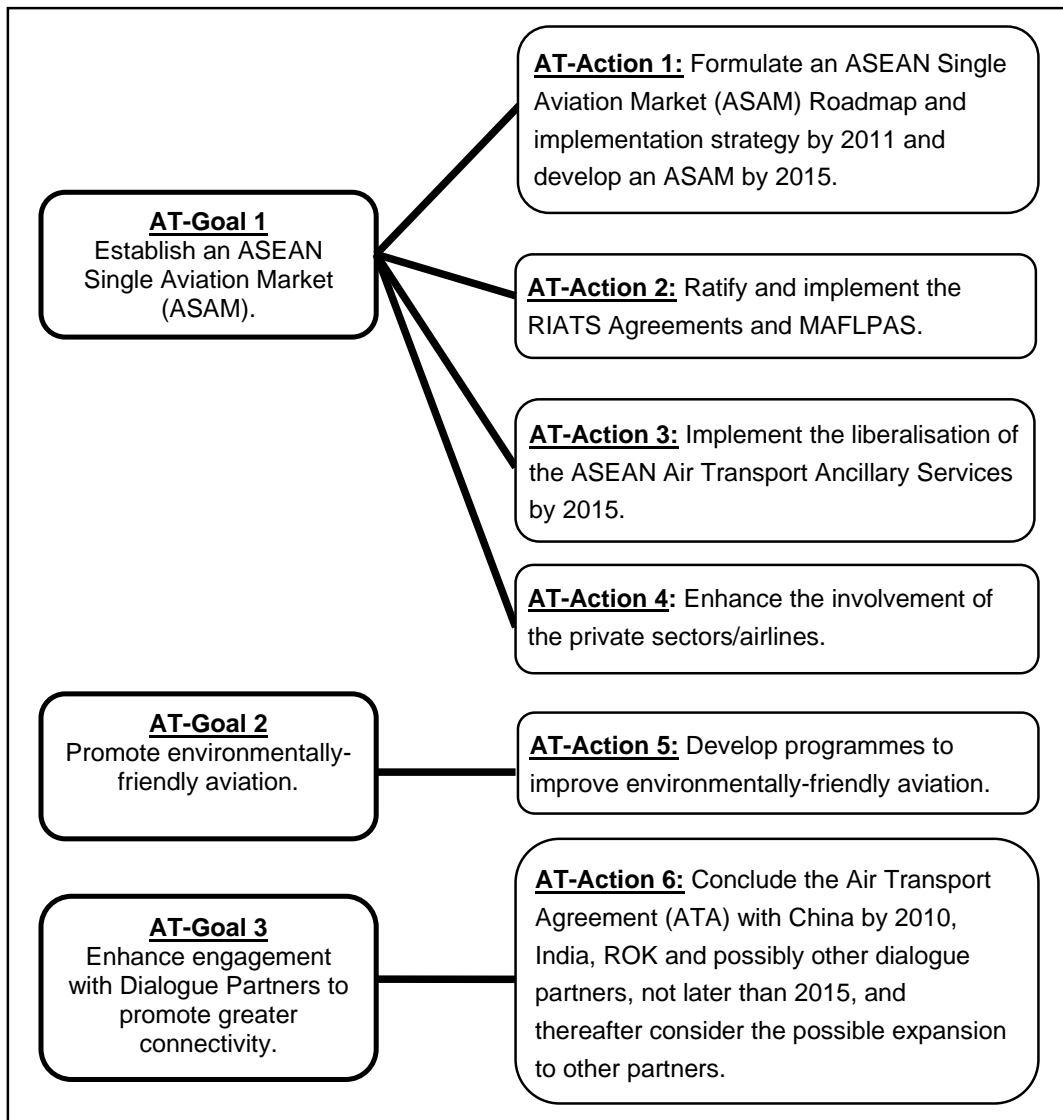 AT-Goal 1
Establish an ASEAN
Single Aviation Market
(ASAM).
AT-Action 1: Formulate an ASEAN Single
Aviation Market (ASAM) Roadmap and
implementation strategy by 2011 and
develop an ASAM by 2015.
AT-Action 2: Ratify and implement the
RIATS Agreements and MAFLPAS.
AT-Action 3: Implement the liberalisation of
the ASEAN Air Transport Ancillary Services
by 2015.
AT-Action 4: Enhance the involvement of
the private sectors/airlines.
AT-Goal 2
Promote environmentally-
friendly aviation.
AT-Action 5: Develop programmes to
improve environmentally-friendly aviation.
AT-Goal 3
Enhance engagement
with Dialogue Partners to
promote greater
connectivity.
AT-Action 6: Conclude the Air Transport
Agreement (ATA) with China by 2010,
India, ROK and possibly other dialogue
partners, not later than 2015, and
thereafter consider the possible expansion
to other partners.